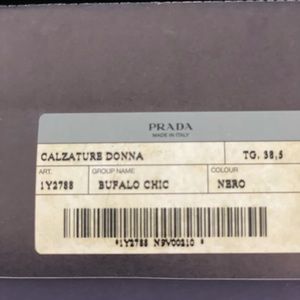 PRADA
MADE IN ITALY
CALZATURE DONNA TG. 38,5
ART. GROUP NAME COLOUR
1Y2788 BUFALO CHIC NERO
*1Y2788 N9V00210 *